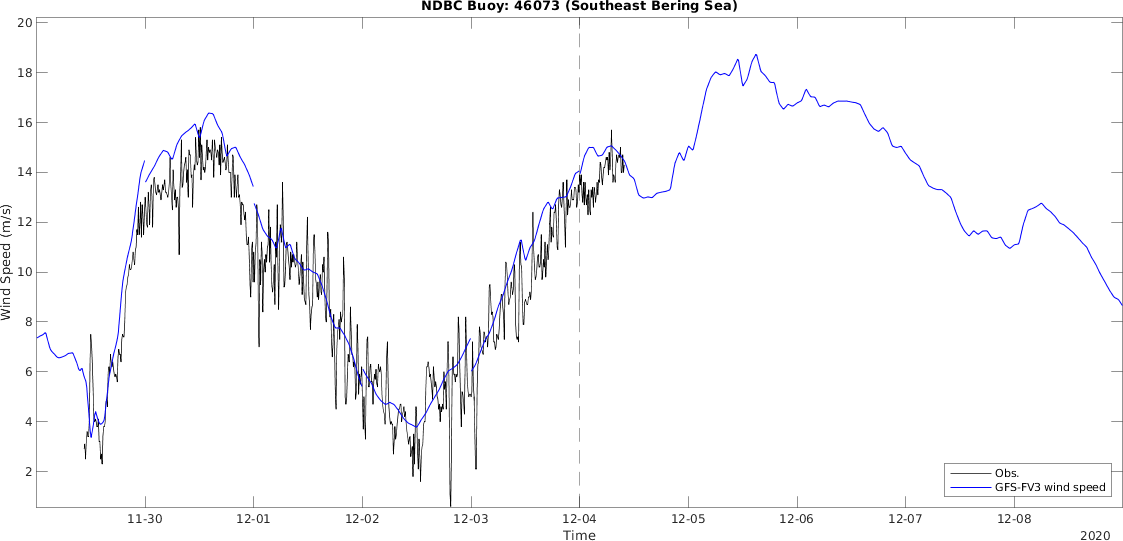 NDBC Buoy: 46073 (Southeast Bering Sea)
20
18
16
14
12
10
8
6
4
2
Wind Speed (m/s)
Obs.
GFS-FV3 wind speed
11-30 12-01 12-02 12-03 12-04 12-05 12-06 12-07 12-08
Time
2020